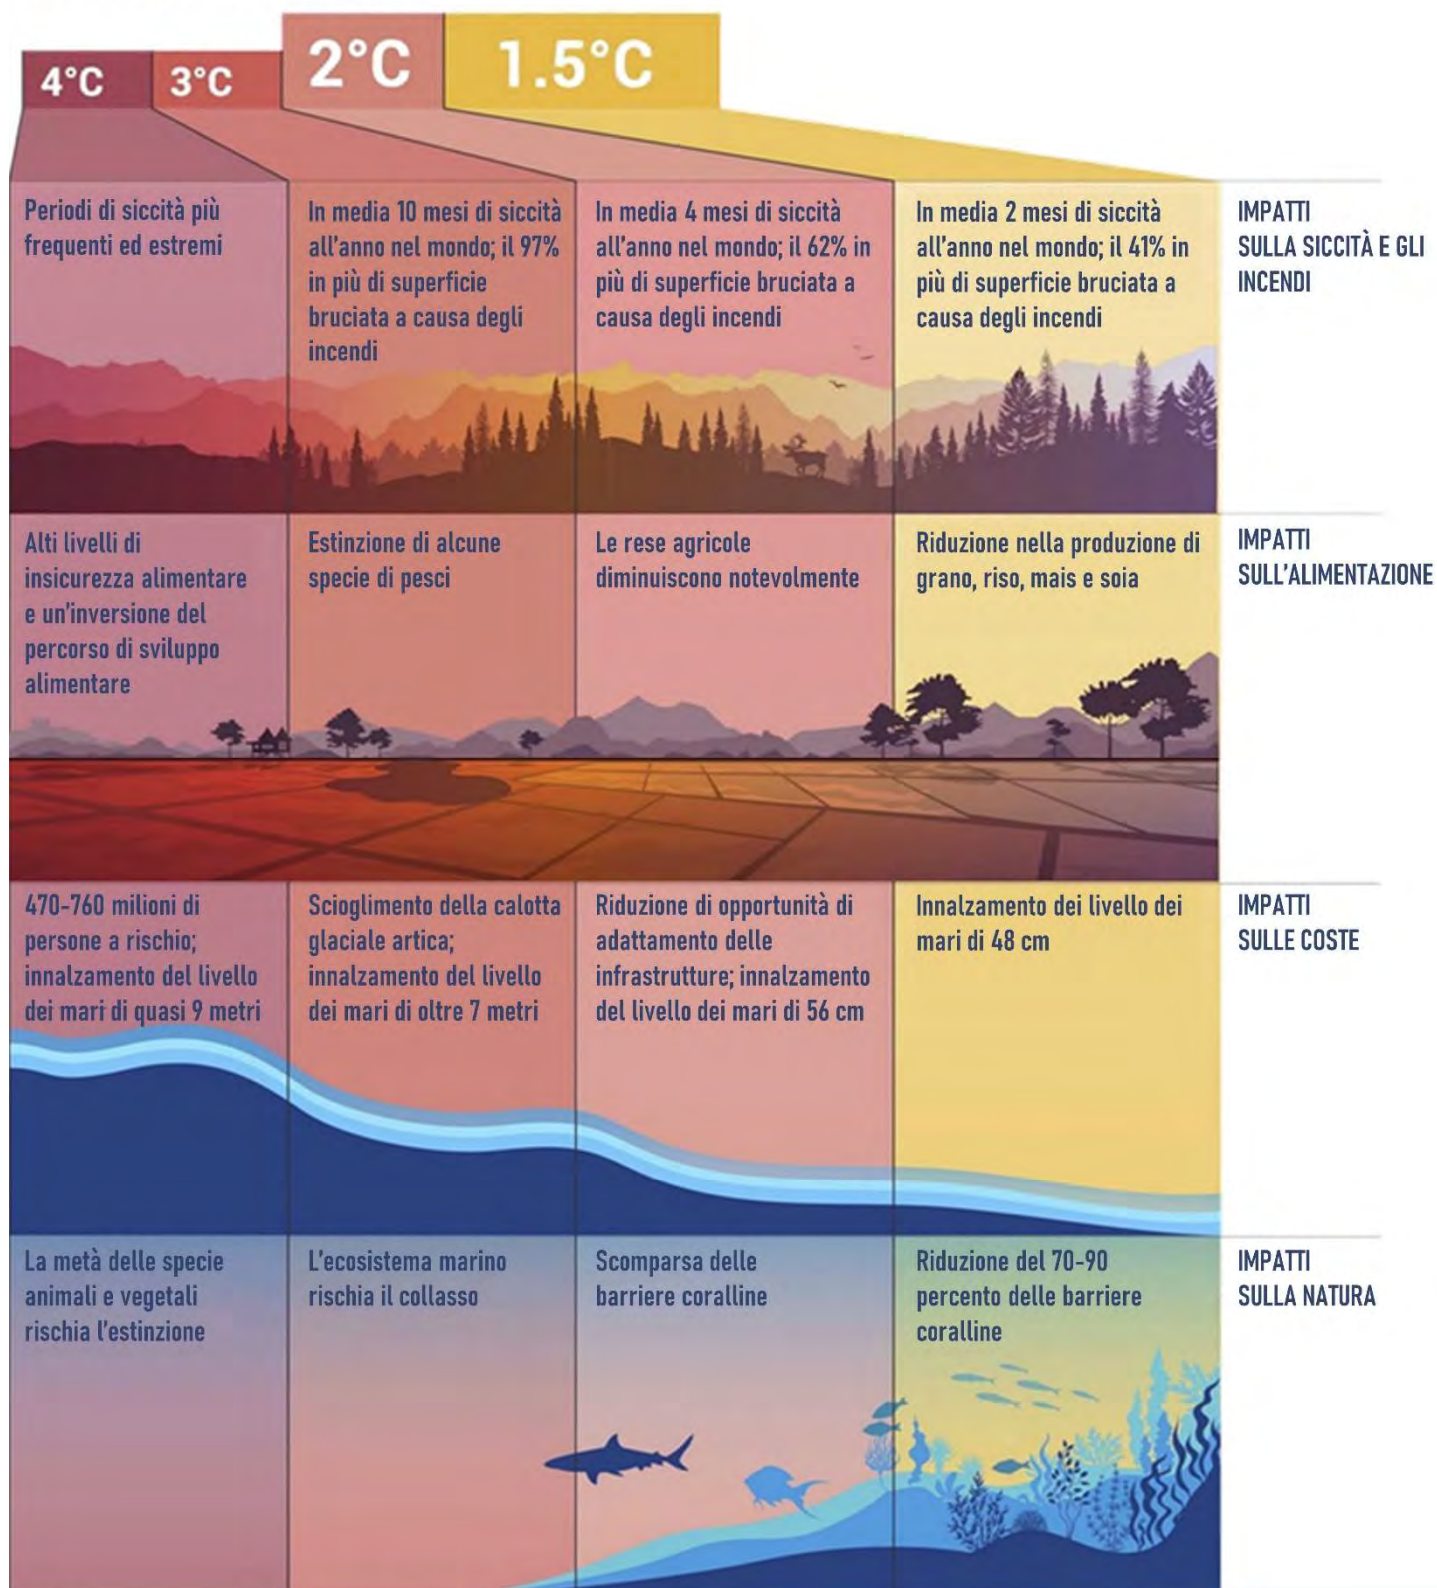 4°C
3°C
2°C
1.5°C
Periodi di siccità più
frequenti ed estremi
In media 10 mesi di siccità
all'anno nel mondo; il 97%
in più di superficie
bruciata a causa degli
incendi
In media 4 mesi di siccità
all'anno nel mondo; il 62% in
più di superficie bruciata a
causa degli incendi
In media 2 mesi di siccità
all'anno nel mondo; il 41% in
più di superficie bruciata a
causa degli incendi
IMPATTI
SULLA SICCITÀ E GLI
INCENDI
Alti livelli di
insicurezza alimentare
e un'inversione del
percorso di sviluppo
alimentare
Estinzione di alcune
specie di pesci
Le rese agricole
diminuiscono notevolmente
Riduzione nella produzione di
grano, riso, mais e soia
IMPATTI
SULL'ALIMENTAZIONE
470-760 milioni di
persone a rischio;
innalzamento del livello
dei mari di quasi 9 metri
Scioglimento della calotta
glaciale artica;
innalzamento del livello
dei mari di oltre 7 metri
Riduzione di opportunità di
adattamento delle
infrastrutture; innalzamento
del livello dei mari di 56 cm
Innalzamento dei livello dei
mari di 48 cm
IMPATTI
SULLE COSTE
La metà delle specie
animali e vegetali
rischia l'estinzione
L'ecosistema marino
rischia il collasso
Scomparsa delle
barriere coralline
Riduzione del 70-90
percento delle barriere
coralline
IMPATTI
SULLA NATURA